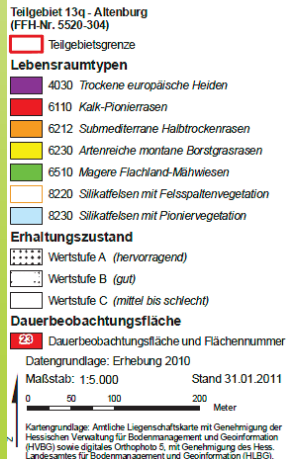 Teilgebiet 13q - Altenburg
(FFH-Nr. 5520-304)
Teilgebietsgrenze
Lebensraumtypen
4030 Trockene europäische Heiden
6110 Kalk-Pionierrasen
6212 Submediterrane Halbtrockenrasen
6230 Artenreiche montane Borstgrasrasen
6510 Magere Flachland-Mähwiesen
8220 Silikatfelsen mit Felsspaltenvegetation
8230 Silikatfelsen mit Pioniervegetation
Erhaltungszustand
Wertstufe A (hervorragend)
Wertstufe B (gut)
Wertstufe C (mittel bis schlecht)
Dauerbeobachtungsfläche
23 Dauerbeobachtungsfläche und Flächennummer
Datengrundlage: Erhebung 2010
Maßstab: 1:5.000 Stand 31.01.2011
0 50 100 200
Meter
N
Kartengrundlage: Amtliche Liegenschaftskarte mit Genehmigung der
Hessischen Verwaltung für Bodenmanagement und Geoinformation
(HVBG) sowie digitales Orthophoto 5, mit Genehmigung des Hess.
Landesamtes für Bodenmanagement und Geoinformation (HLBG).